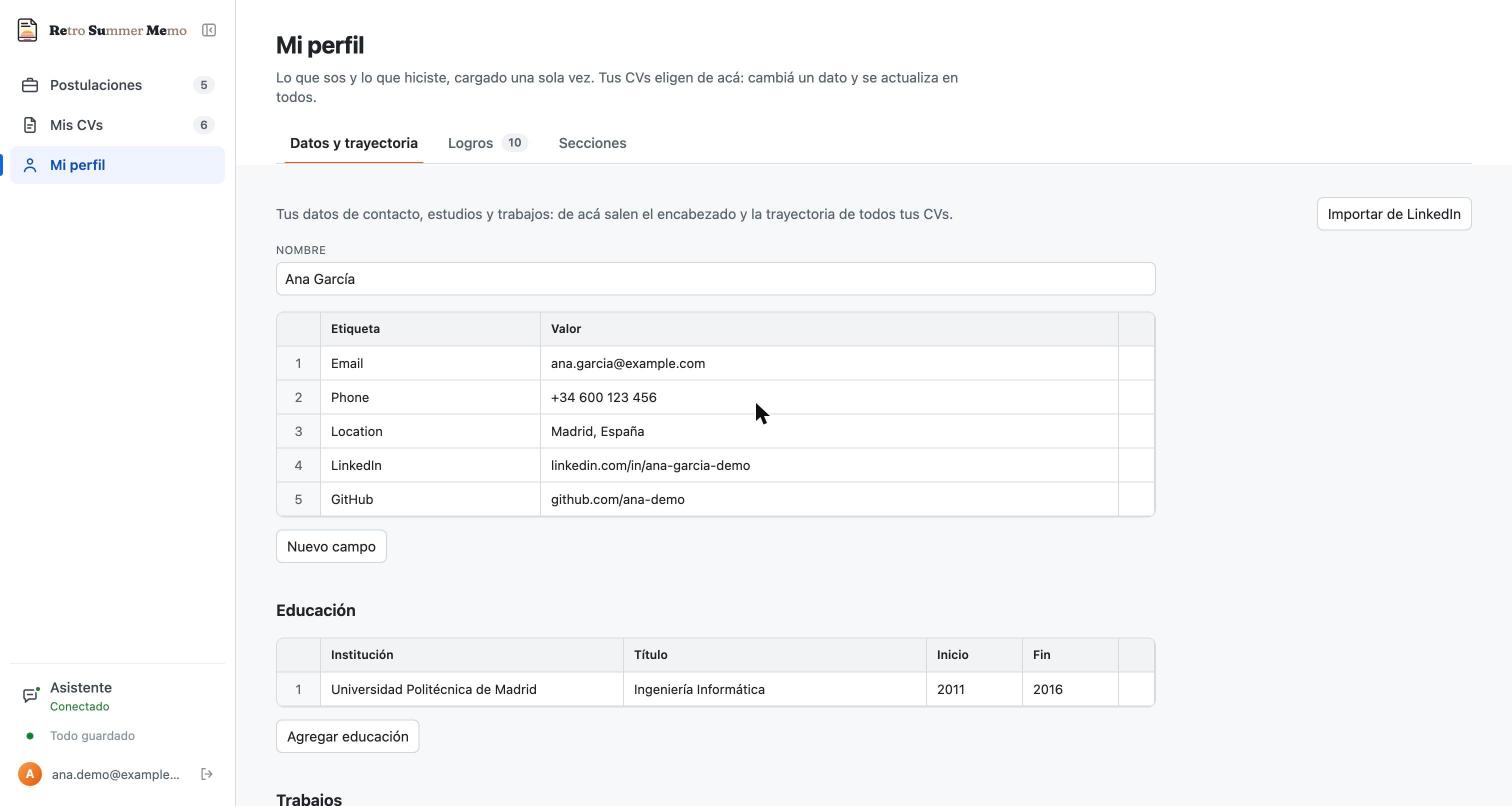 Retro Summer Memo
Postulaciones 5
Mis CVs 6
Mi perfil
Asistente
Conectado
Todo guardado
A ana.demo@example...
Mi perfil
Lo que sos y lo que hiciste, cargado una sola vez. Tus CVs eligen de acá: cambiá un dato y se actualiza en
todos.
Datos y trayectoria Logros 10 Secciones
Tus datos de contacto, estudios y trabajos: de acá salen el encabezado y la trayectoria de todos tus CVs.
Importar de LinkedIn
NOMBRE
Ana García
Etiqueta Valor
1 Email ana.garcia@example.com
2 Phone +34 600 123 456
3 Location Madrid, España
4 LinkedIn linkedin.com/in/ana-garcia-demo
5 GitHub github.com/ana-demo
Nuevo campo
Educación
Institución Título Inicio Fin
1 Universidad Politécnica de Madrid Ingeniería Informática 2011 2016
Agregar educación
Trabajos